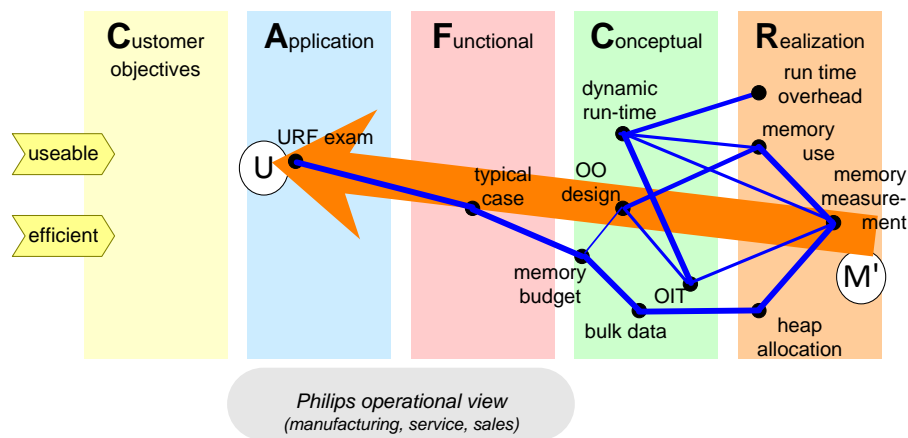 Customer
objectives
Application
Functional
Conceptual
Realization
run time
overhead
dynamic
run-time
URF exam
memory
use
useable
U
typical
case
OO
design
memory
measure-
ment
efficient
memory
budget
OIT
M'
bulk data
heap
allocation
Philips operational view
(manufacturing, service, sales)